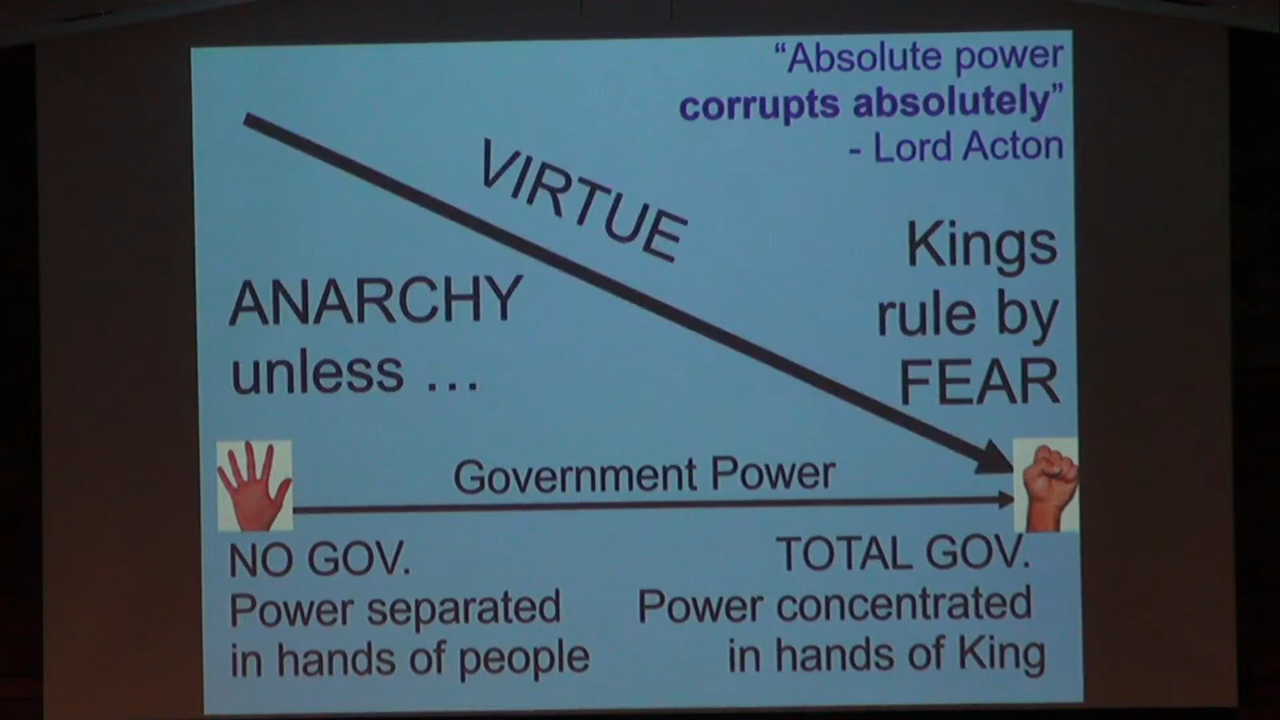 “Absolute power
corrupts absolutely”
- Lord Acton
VIRTUE
Kings
rule by
FEAR
ANARCHY
unless ...
Government Power
NO GOV.
Power separated
in hands of people
TOTAL GOV.
Power concentrated
in hands of King